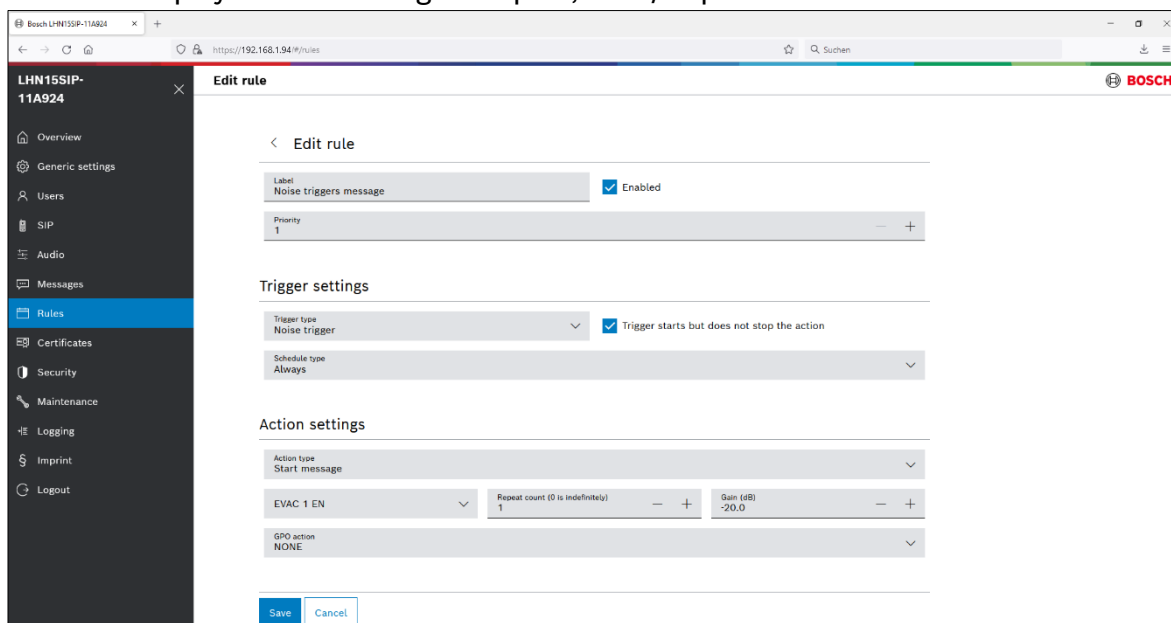 Bosch LHN15SIP-11A924
https://192.168.1.94/#/rules
Suchen
LHN15SIP-
11A924
Edit rule
BOSCH
Overview
Generic settings
Users
SIP
Audio
Messages
Rules
Certificates
Security
Maintenance
Logging
§ Imprint
Logout
Edit rule
Label
Noise triggers message
Enabled
Priority
1
Trigger settings
Trigger type
Noise trigger
Trigger starts but does not stop the action
Schedule type
Always
Action settings
Action type
Start message
EVAC 1 EN
Repeat count (0 is indefinitely)
1
Gain (dB)
-20.0
GPO action
NONE
Save Cancel